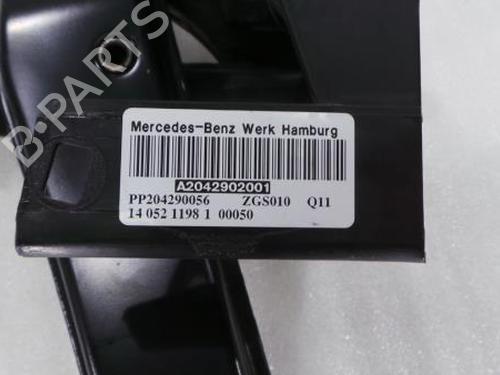 Mercedes-Benz Werk Hamburg
A2042902001
PP204290056 ZGS010 Q11
14 052 1198 1 00050
B-PARTS